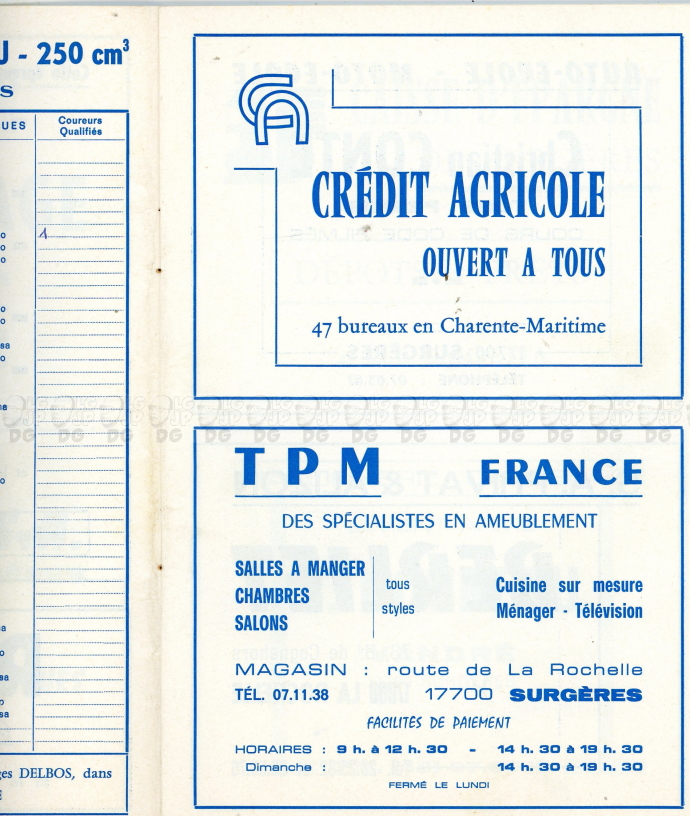 J - 250 cm³
S
UES
Coureurs
Qualifiés
1
ges DELBOS, dans
CA
CRÉDIT AGRICOLE
OUVERT A TOUS
47 bureaux en Charente-Maritime
TPM FRANCE
DES SPÉCIALISTES EN AMEUBLEMENT
SALLES A MANGER
CHAMBRES
SALONS
tous
styles
Cuisine sur mesure
Ménager - Télévision
MAGASIN : route de La Rochelle
TÉL. 07.11.38 17700 SURGÈRES
FACILITES DE PAIEMENT
HORAIRES : 9 h. à 12 h. 30 - 14 h. 30 à 19 h. 30
Dimanche 14 h. 30 à 19 h. 30
FERMÉ LE LUNDI